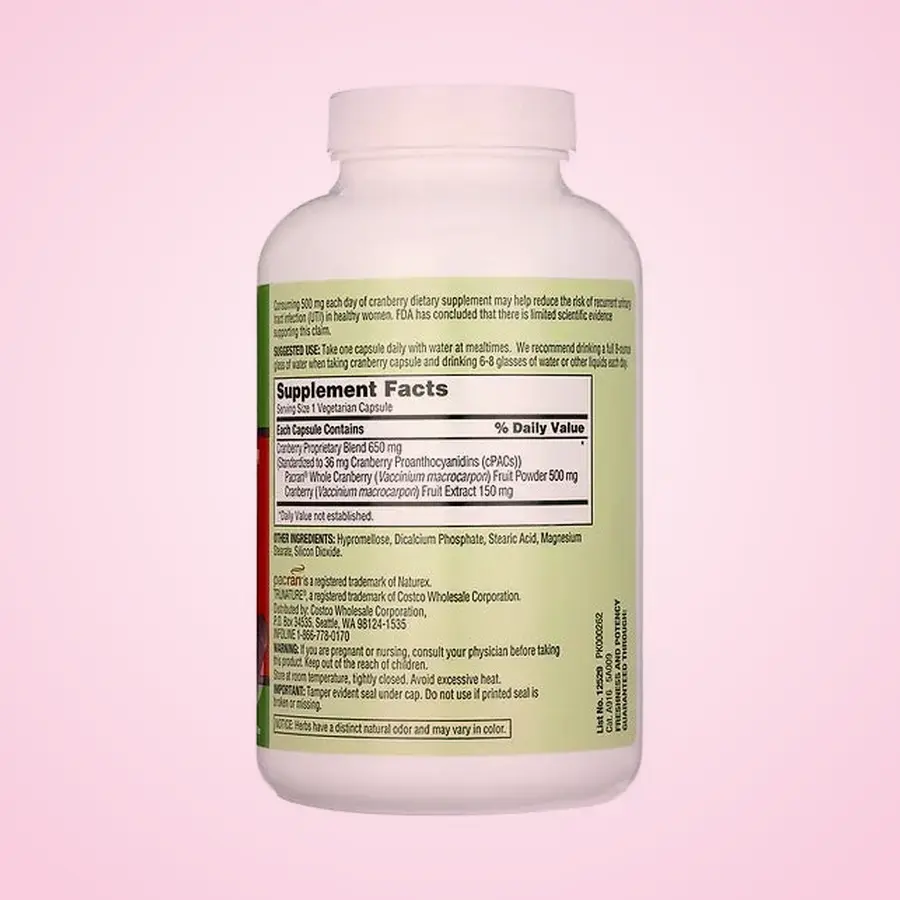 Consuming 500 mg each day of cranberry dietary supplement may help reduce the risk of recurrent urinary
tract infection (UTI) in healthy women. FDA has concluded that there is limited scientific evidence
supporting this claim.
SUGGESTED USE: Take one capsule daily with water at mealtimes. We recommend drinking a full 8-ounce
glass of water when taking cranberry capsule and drinking 6-8 glasses of water or other liquids each day.
Supplement Facts
Serving Size 1 Vegetarian Capsule
Each Capsule Contains % Daily Value
Cranberry Proprietary Blend 650 mg *
(Standardized to 36 mg Cranberry Proanthocyanidins (cPACs))
Pacran® Whole Cranberry (Vaccinium macrocarpon) Fruit Powder 500 mg
Cranberry (Vaccinium macrocarpon) Fruit Extract 150 mg
*Daily Value not established.
OTHER INGREDIENTS: Hypromellose, Dicalcium Phosphate, Stearic Acid, Magnesium
Stearate, Silicon Dioxide.
pacran® is a registered trademark of Naturex.
TRUNATURE®, a registered trademark of Costco Wholesale Corporation.
Distributed by: Costco Wholesale Corporation,
P.O. Box 34535, Seattle, WA 98124-1535
INFOLINE 1-866-778-0170
WARNING: If you are pregnant or nursing, consult your physician before taking
this product. Keep out of the reach of children.
Store at room temperature, tightly closed. Avoid excessive heat.
IMPORTANT: Tamper evident seal under cap. Do not use if printed seal is
broken or missing.
NOTICE: Herbs have a distinct natural odor and may vary in color.
List No. 12529 PK000262
Cat. A916 5A009
FRESHNESS AND POTENCY
GUARANTEED THROUGH: